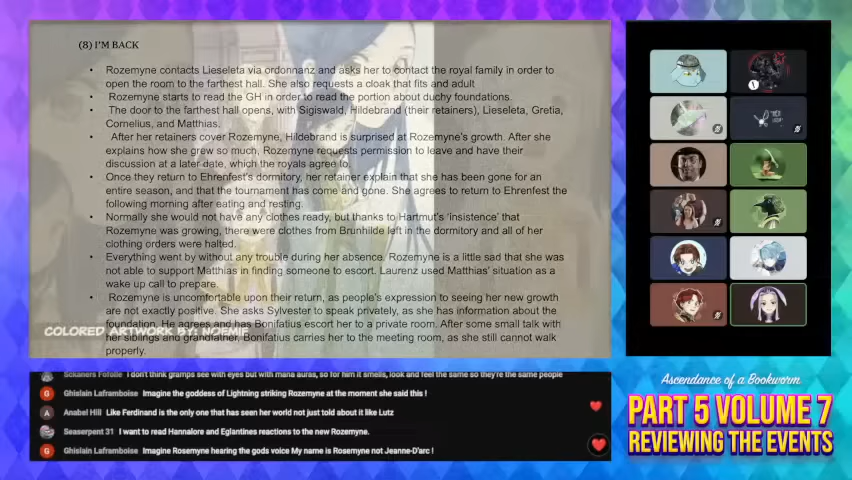 (8) I'M BACK
• Rozemyne contacts Lieseleta via ordonnanz and asks her to contact the royal family in order to
open the room to the farthest hall. She also requests a cloak that fits and adult
• Rozemyne starts to read the GH in order to read the portion about duchy foundations.
• The door to the farthest hall opens, with Sigiswald, Hildebrand (their retainers), Lieseleta, Gretia,
Cornelius, and Matthias.
• After her retainers cover Rozemyne, Hildebrand is surprised at Rozemyne's growth. After she
explains how she grew so much, Rozemyne requests permission to leave and have their
discussion at a later date, which the royals agree to.
• Once they return to Ehrenfest's dormitory, her retainer explain that she has been gone for an
entire season, and that the tournament has come and gone. She agrees to return to Ehrenfest the
following morning after eating and resting.
• Normally she would not have any clothes ready, but thanks to Hartmut's 'insistence' that
Rozemyne was growing, there were clothes from Brunhilde left in the dormitory and all of her
clothing orders were halted.
• Everything went by without any trouble during her absence. Rozemyne is a little sad that she was
not able to support Matthias in finding someone to escort. Laurenz used Matthias' situation as a
wake up call to prepare.
• Rozemyne is uncomfortable upon their return, as people's expression to seeing her new growth
are not exactly positive. She asks Sylvester to speak privately, as she has information about the
foundation. He agrees and has Bonifatius escort her to a private room. After some small talk with
her siblings and grandfather, Bonifatius carries her to the meeting room, as she still cannot walk
properly.
COLORED ARTWORK BY: NOEMIE
Sckaners Fofolle I don't think gramps see with eyes but with mana auras, so for him it smells, look and feel the same so they're the same people
G Ghislain Laframboise Imagine the goddess of Lightning striking Rozemyne at the moment she said this !
A Anabel Hill Like Ferdinand is the only one that has seen her world not just told about it like Lutz
Seaserpent 31 I want to read Hannalore and Eglantines reactions to the new Rozemyne.
G Ghislain Laframboise Imagine Rosemyne hearing the gods voice My name is Rosemyne not Jeanne-D'arc !
Ascendance of a Bookworm
PART 5 VOLUME 7
REVIEWING THE EVENTS